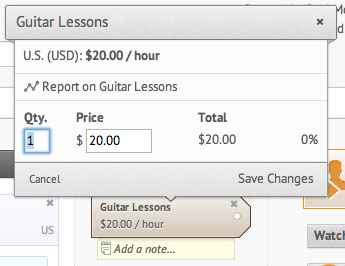 Guitar Lessons ×
U.S. (USD): $20.00 / hour
Report on Guitar Lessons
Qty. Price Total
1 $ 20.00 $20.00 0%
Cancel Save Changes
US
Guitar Lessons ×
$20.00 / hour
Add a note...
Watch